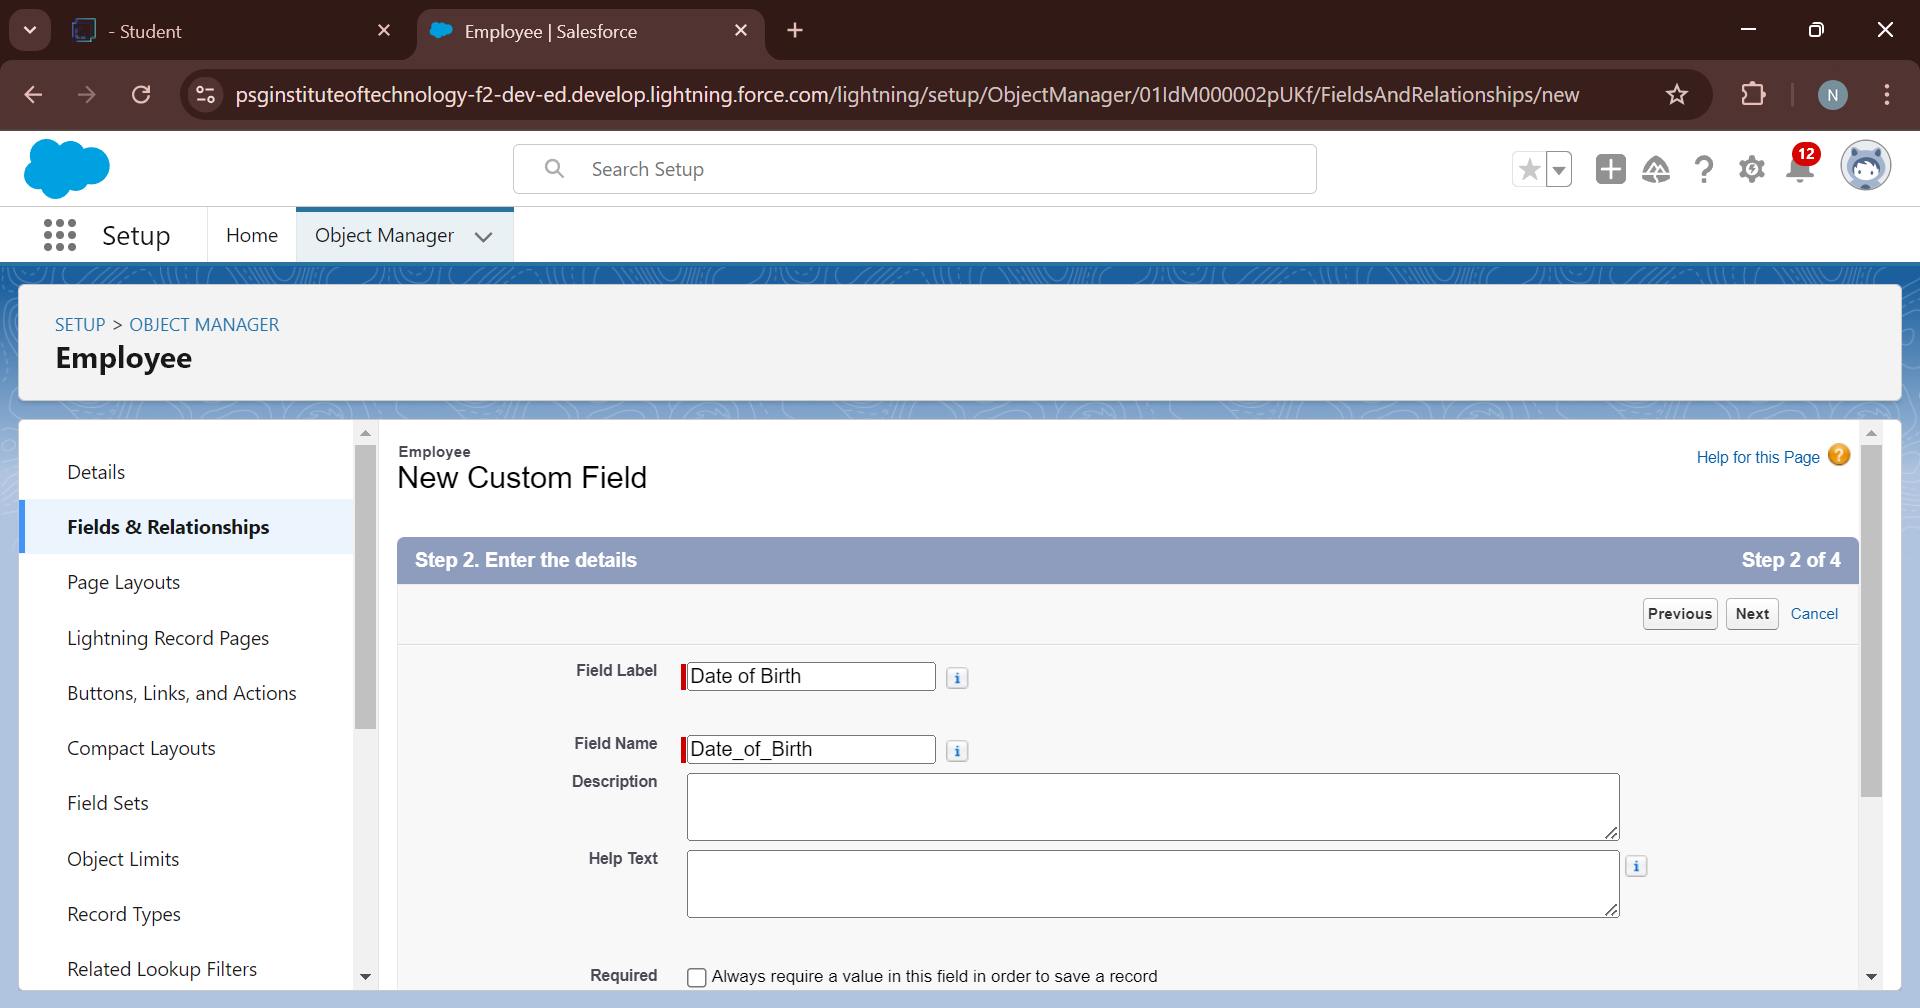 - Student
Employee | Salesforce
psginstituteoftechnology-f2-dev-ed.develop.lightning.force.com/lightning/setup/ObjectManager/01IdM000002pUKf/FieldsAndRelationships/new
N
Search Setup
12
Setup
Home
Object Manager
SETUP > OBJECT MANAGER
Employee
Details
Fields & Relationships
Page Layouts
Lightning Record Pages
Buttons, Links, and Actions
Compact Layouts
Field Sets
Object Limits
Record Types
Related Lookup Filters
Employee
New Custom Field
Help for this Page
Step 2. Enter the details
Step 2 of 4
Previous
Next
Cancel
Field Label
Date of Birth
Field Name
Date_of_Birth
Description
Help Text
Required
Always require a value in this field in order to save a record